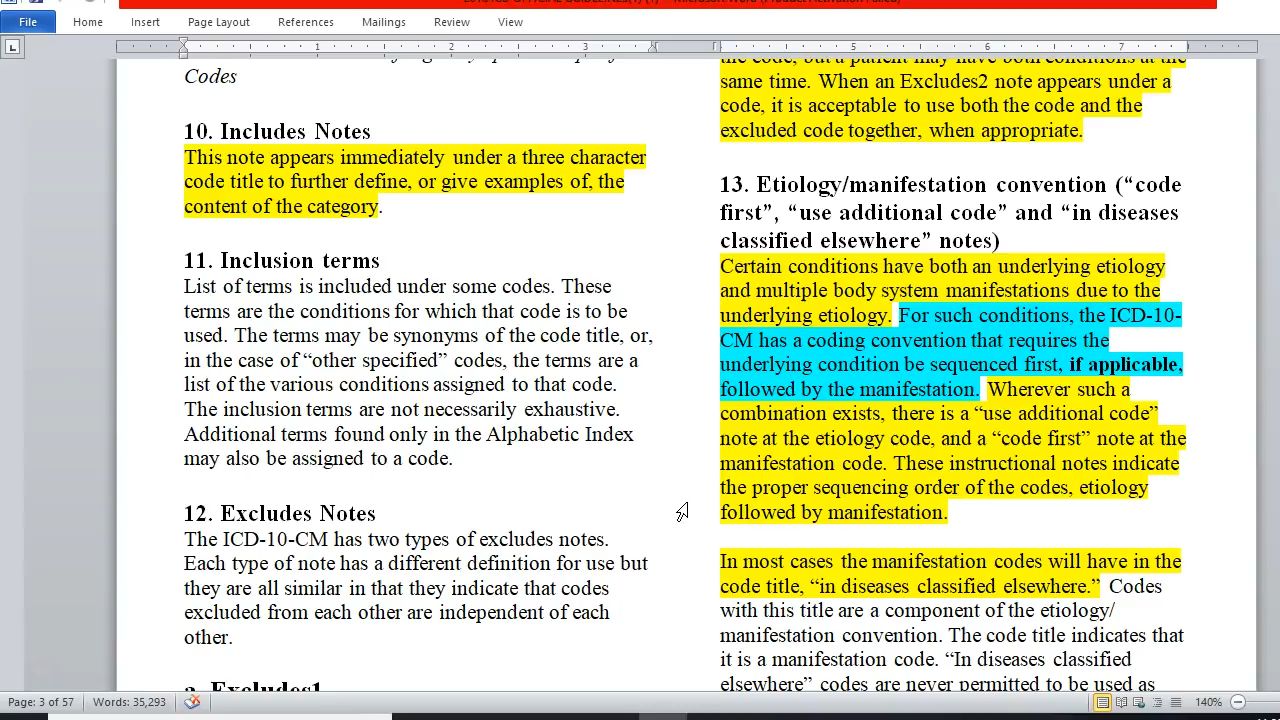 File Home Insert Page Layout References Mailings Review View
1 2 3 5 6 7
Codes
10. Includes Notes
This note appears immediately under a three character
code title to further define, or give examples of, the
content of the category.
11. Inclusion terms
List of terms is included under some codes. These
terms are the conditions for which that code is to be
used. The terms may be synonyms of the code title, or,
in the case of “other specified” codes, the terms are a
list of the various conditions assigned to that code.
The inclusion terms are not necessarily exhaustive.
Additional terms found only in the Alphabetic Index
may also be assigned to a code.
12. Excludes Notes
The ICD-10-CM has two types of excludes notes.
Each type of note has a different definition for use but
they are all similar in that they indicate that codes
excluded from each other are independent of each
other.
a. Excludes1
the code, but a patient may have both conditions at the
same time. When an Excludes2 note appears under a
code, it is acceptable to use both the code and the
excluded code together, when appropriate.
13. Etiology/manifestation convention (“code
first”, “use additional code” and “in diseases
classified elsewhere” notes)
Certain conditions have both an underlying etiology
and multiple body system manifestations due to the
underlying etiology. For such conditions, the ICD-10-
CM has a coding convention that requires the
underlying condition be sequenced first, if applicable,
followed by the manifestation. Wherever such a
combination exists, there is a “use additional code”
note at the etiology code, and a “code first” note at the
manifestation code. These instructional notes indicate
the proper sequencing order of the codes, etiology
followed by manifestation.
In most cases the manifestation codes will have in the
code title, “in diseases classified elsewhere.” Codes
with this title are a component of the etiology/
manifestation convention. The code title indicates that
it is a manifestation code. “In diseases classified
elsewhere” codes are never permitted to be used as
Page: 3 of 57 Words: 35,293 140%